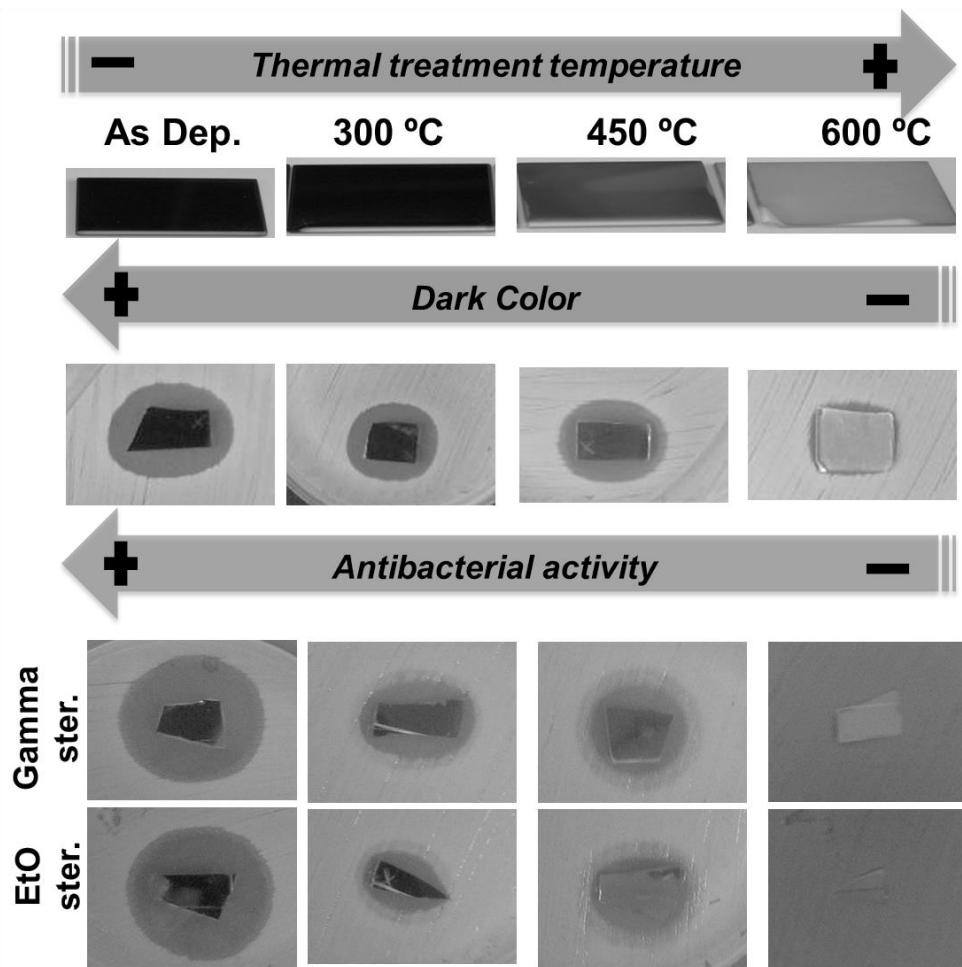 − Thermal treatment temperature +
As Dep. 300 ºC 450 ºC 600 ºC
+ Dark Color −
+ Antibacterial activity −
Gamma
ster.
EtO
ster.